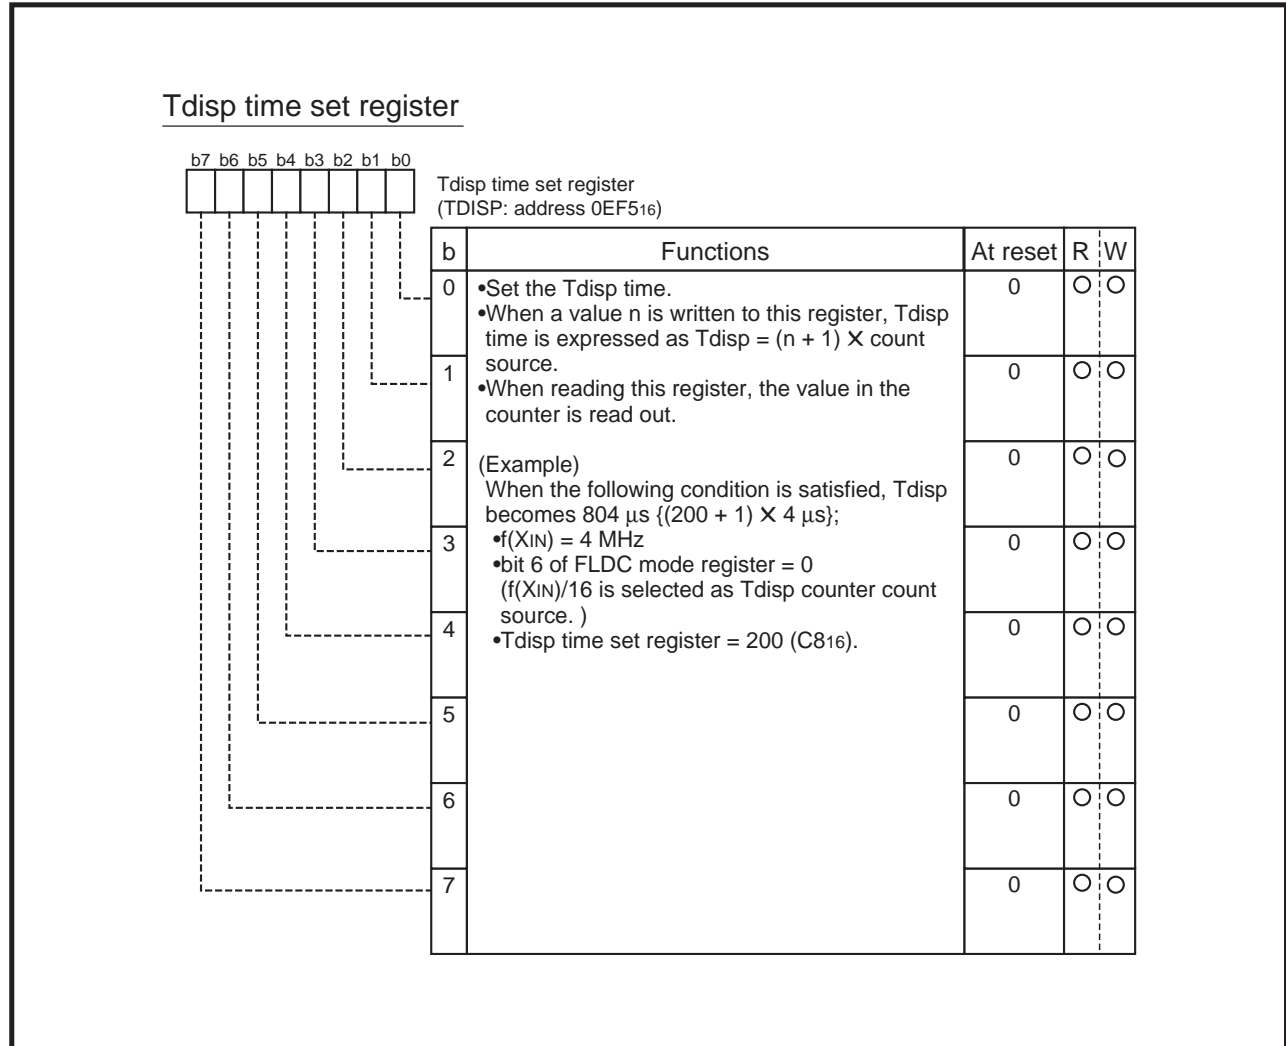 Tdisp time set register
b7 b6 b5 b4 b3 b2 b1 b0
Tdisp time set register
(TDISP: address 0EF516)
b Functions At reset R W
0 •Set the Tdisp time. 0 ○ ○
•When a value n is written to this register, Tdisp
time is expressed as Tdisp = (n + 1) ✕ count
source.
1 0 ○ ○
•When reading this register, the value in the
counter is read out.
2 0 ○ ○
(Example)
When the following condition is satisfied, Tdisp
becomes 804 μs {(200 + 1) ✕ 4 μs};
3 •f(XIN) = 4 MHz 0 ○ ○
•bit 6 of FLDC mode register = 0
(f(XIN)/16 is selected as Tdisp counter count
source. )
4 •Tdisp time set register = 200 (C816). 0 ○ ○
5 0 ○ ○
6 0 ○ ○
7 0 ○ ○